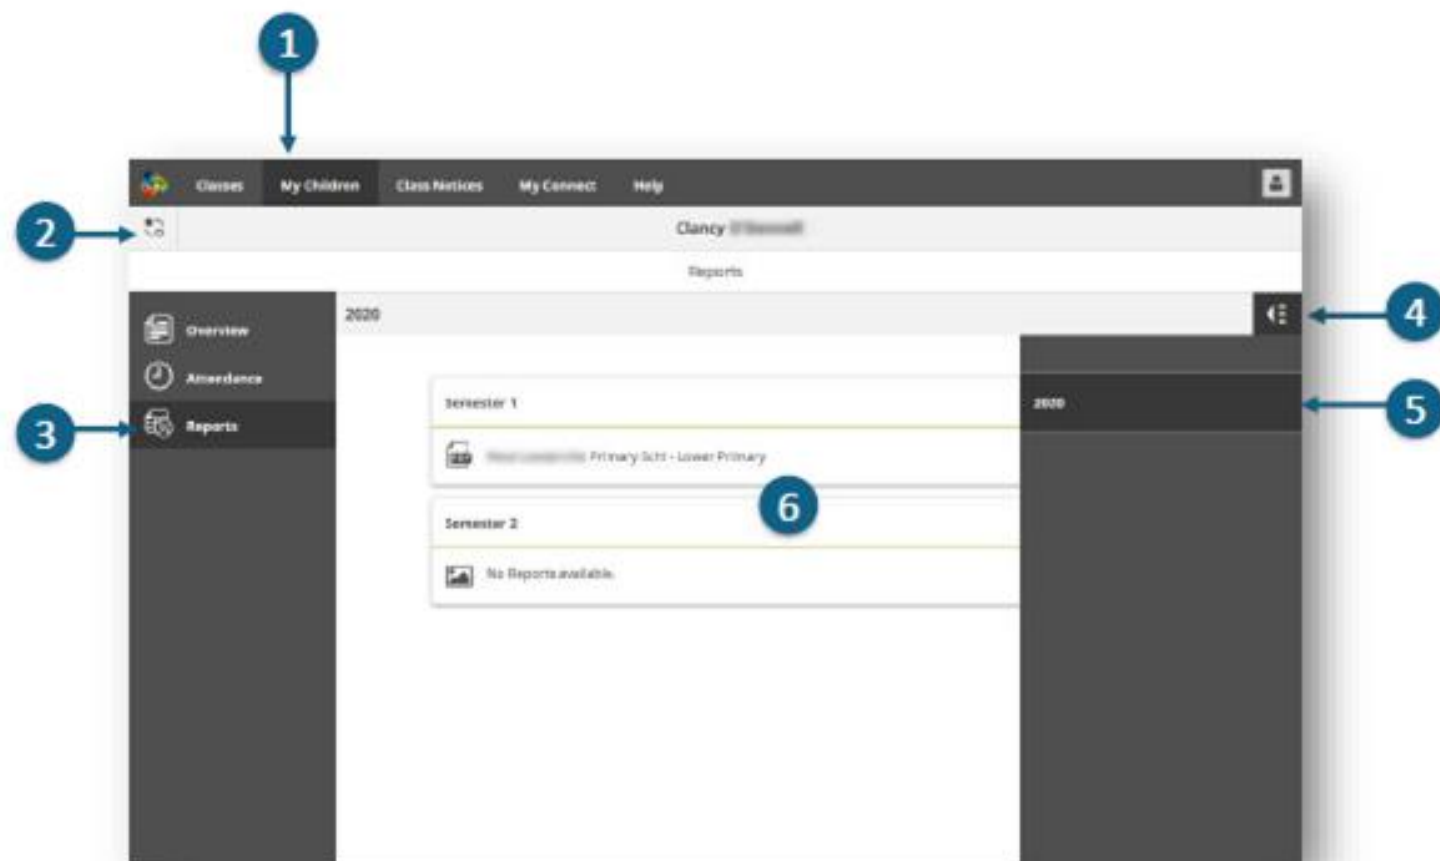 1
Classes My Children Class Notices My Connect Help
2
Clancy
Reports
2020
4
Overview
Attendance
3
Reports
Semester 1
2020
5
Primary Scht - Lower Primary
6
Semester 2
No Reports available.